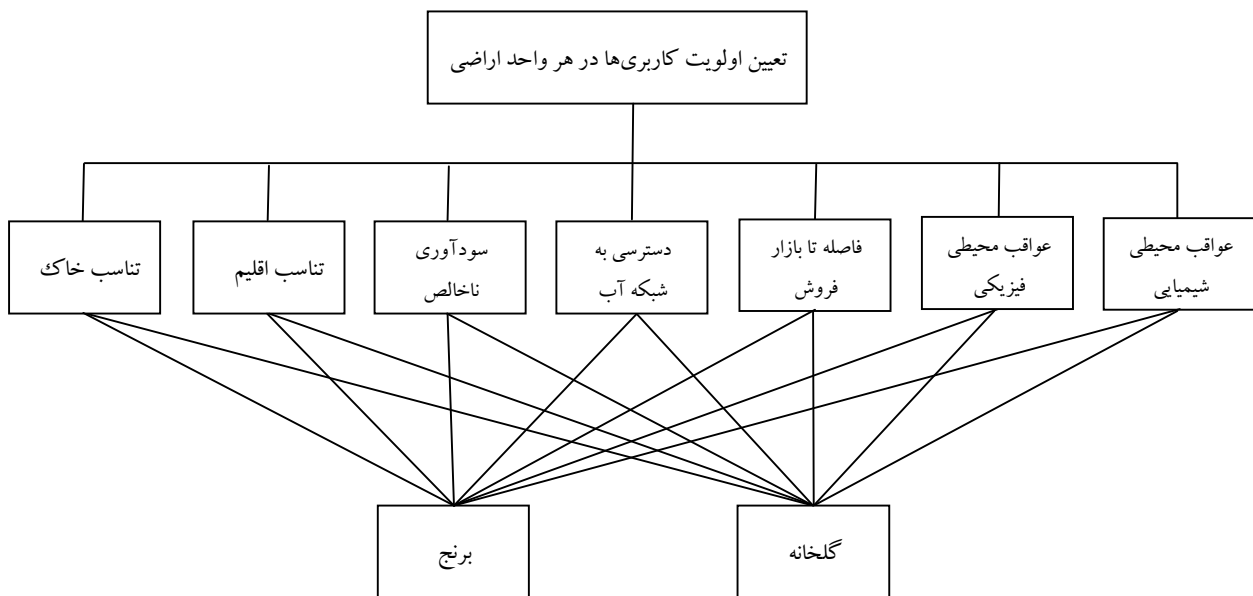 تعیین اولویت کاربری‌ها در هر واحد اراضی
عواقب محیطی
شیمیایی
عواقب محیطی
فیزیکی
فاصله تا بازار
فروش
دسترسی به
شبکه آب
سودآوری
ناخالص
تناسب اقلیم
تناسب خاک
گلخانه
برنج